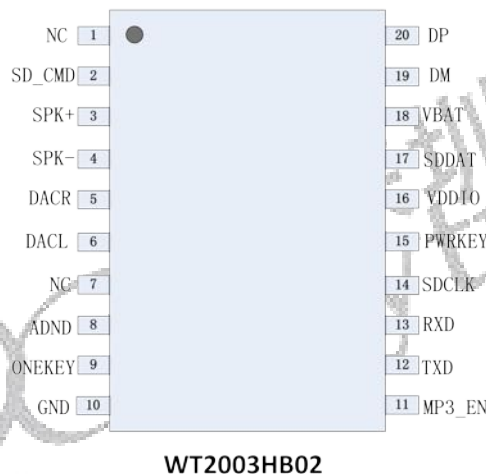 NC 1 20 DP
SD_CMD 2 19 DM
SPK+ 3 18 VBAT
SPK- 4 17 SDDAT
DACR 5 16 VDDIO
DACL 6 15 PWRKEY
NC 7 14 SDCLK
ADND 8 13 RXD
ONEKEY 9 12 TXD
GND 10 11 MP3_EN
WT2003HB02